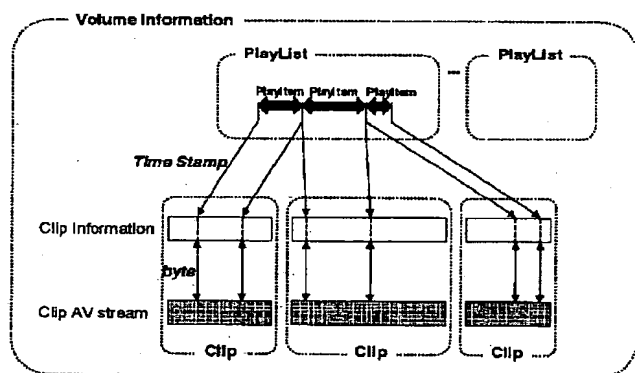 Volume Information
PlayList
PlayList
PlayItem PlayItem PlayItem
Time Stamp
Clip Information
byte
Clip AV stream
Clip
Clip
Clip